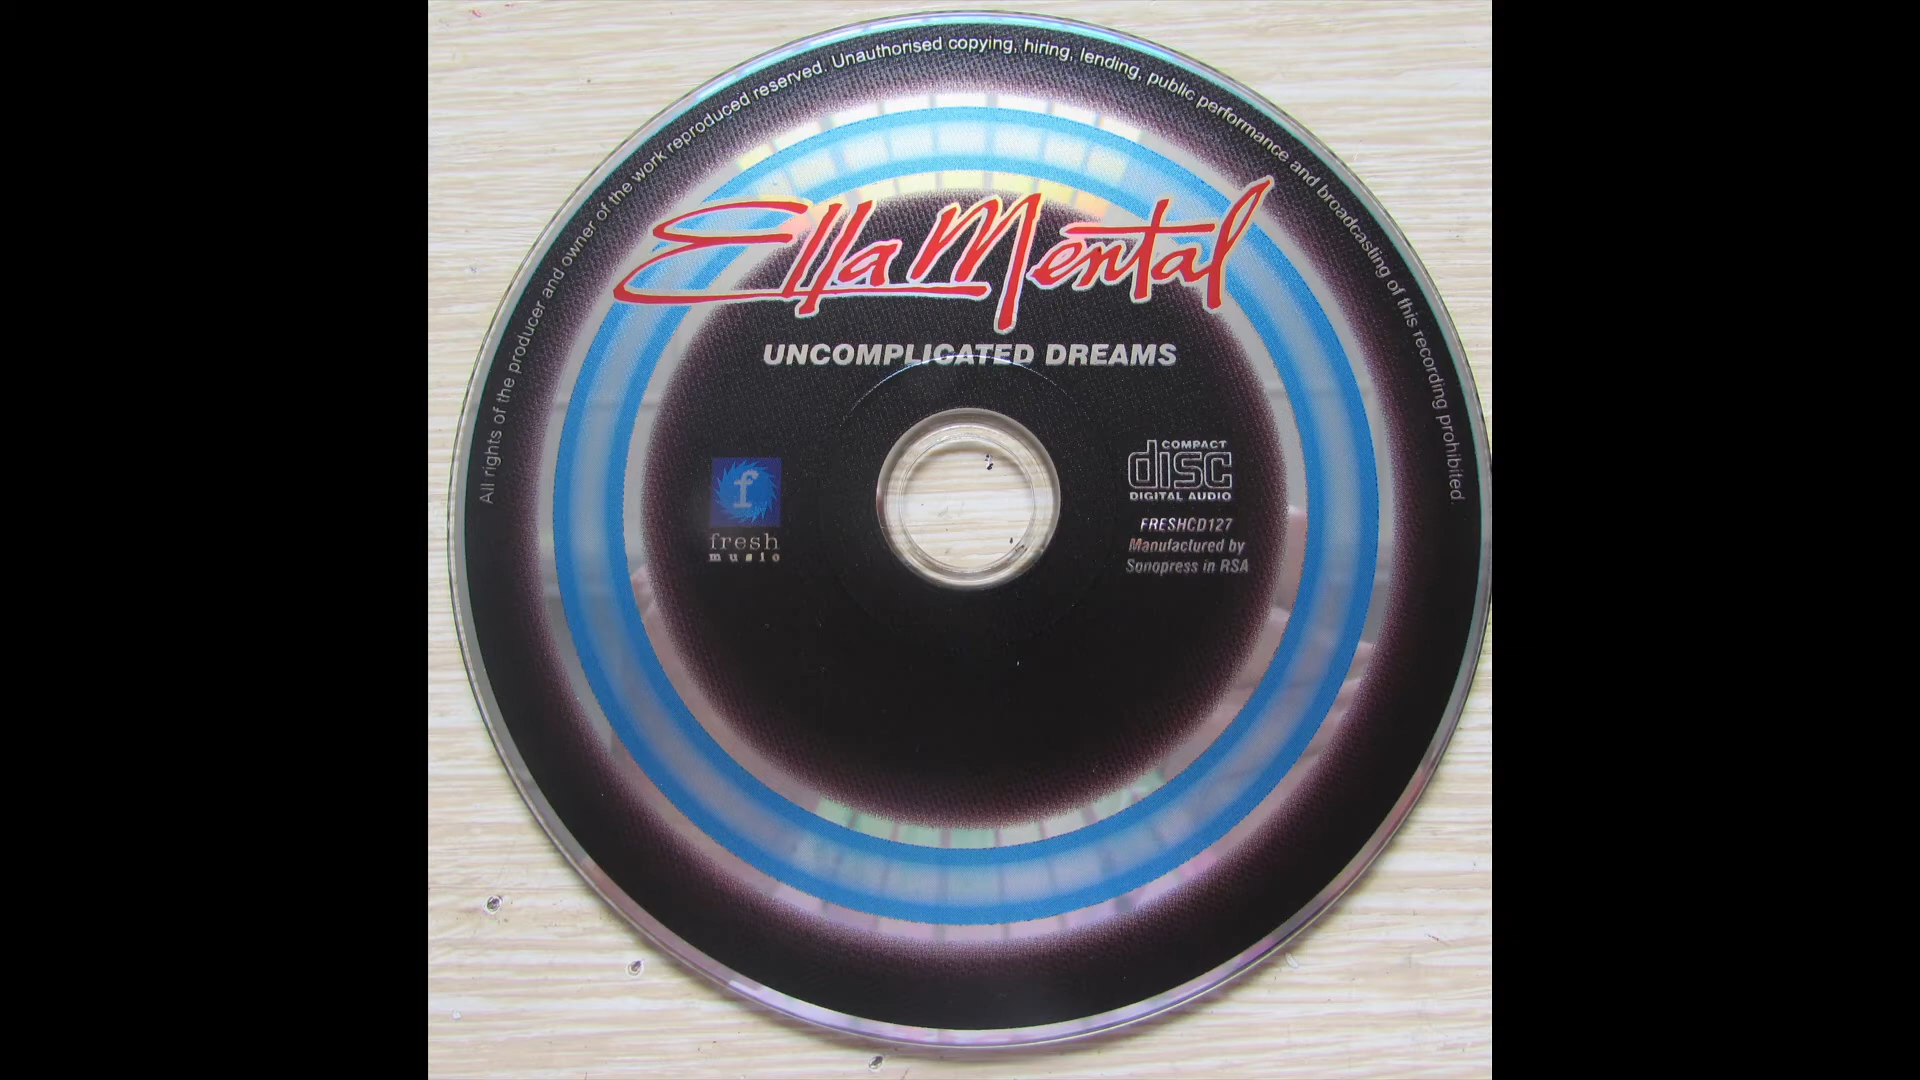 All rights of the producer and owner of the work reproduced reserved. Unauthorised copying, hiring, lending, public performance and broadcasting of this recording prohibited.
Ella Mental
UNCOMPLICATED DREAMS
f
fresh
music
COMPACT
disc
DIGITAL AUDIO
FRESHCD127
Manufactured by
Sonopress in RSA